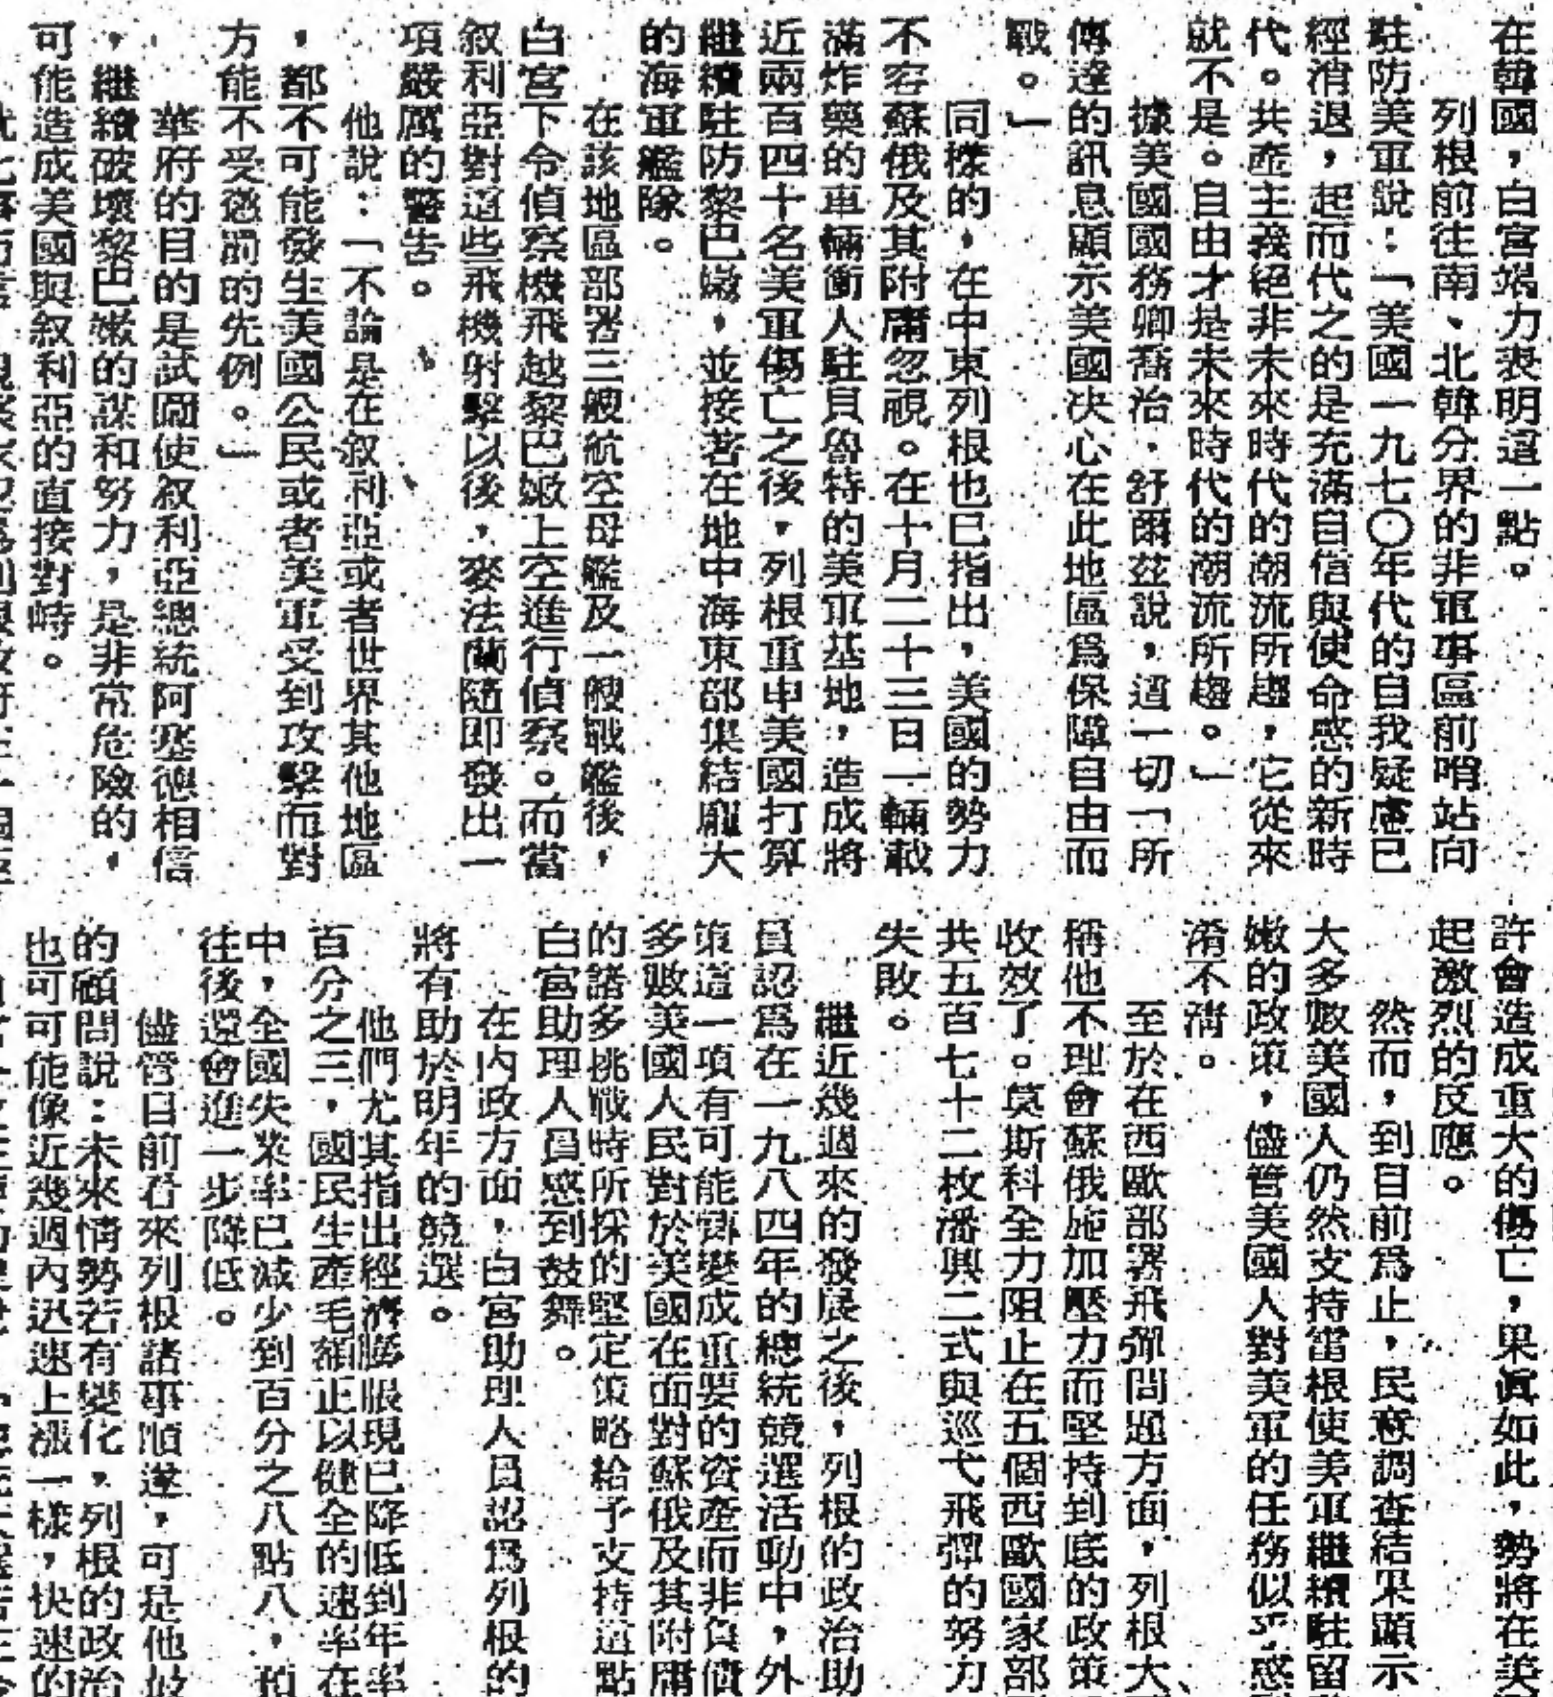 在韓國，白宮竭力表明這一點。
列根前往南、北韓分界的非軍事區前哨站向
駐防美軍說：「美國一九七〇年代的自我疑慮已
經消退，起而代之的是充滿自信與使命感的新時
代。共產主義絕非未來時代的潮流所趨，它從來
就不是。自由才是未來時代的潮流所趨。」
據美國國務卿喬治．舒爾茲說，這一切「所
傳達的訊息顯示美國決心在此地區為保障自由而
戰。」
同樣的，在中東列根也已指出，美國的勢力
不容蘇俄及其附庸忽視。在十月二十三日一輛載
滿炸藥的車輛衝入駐貝魯特的美軍基地，造成將
近兩百四十名美軍傷亡之後，列根重申美國打算
繼續駐防黎巴嫩，並接著在地中海東部集結龐大
的海軍艦隊。
在該地區部署三艘航空母艦及一艘戰艦後，
白宮下令偵察機飛越黎巴嫩上空進行偵察。而當
敘利亞對這些飛機射擊以後，麥法蘭隨即發出一
項嚴厲的警告。
他說：「不論是在敘利亞或者世界其他地區
，都不可能發生美國公民或者美軍受到攻擊而對
方能不受懲罰的先例。」
華府的目的是試圖使敘利亞總統阿塞德相信
，繼續破壞黎巴嫩的謀和努力，是非常危險的，
可能造成美國與敘利亞的直接對峙。
許會造成重大的傷亡，果真如此，勢將在美
起激烈的反應。
然而，到目前為止，民意調查結果顯示
大多數美國人仍然支持雷根使美軍繼續駐留
嫩的政策，儘管美國人對美軍的任務似乎感
淆不清。
至於在西歐部署飛彈問題方面，列根大
稱他不理會蘇俄施加壓力而堅持到底的政策
收效了。莫斯科全力阻止在五個西歐國家部
共五百七十二枚潘興二式與巡弋飛彈的努力
失敗。
繼近幾週來的發展之後，列根的政治助
員認為在一九八四年的總統競選活動中，外
策這一項有可能轉變成重要的資產而非負債
多數美國人民對於美國在面對蘇俄及其附庸
的諸多挑戰時所採的堅定策略給予支持這點
白宮助理人員感到鼓舞。
在內政方面，白宮助理人員認為列根的
將有助於明年的競選。
他們尤其指出經濟膨脹現已降低到年率
百分之三，國民生產毛額正以健全的速率在
中，全國失業率已減少到百分之八點八，預
往後還會進一步降低。
儘管目前看來列根諸事順遂，可是他
的顧問說：未來情勢若有變化，列根的政治
也可可能像近幾週內迅速上漲一樣，快速的